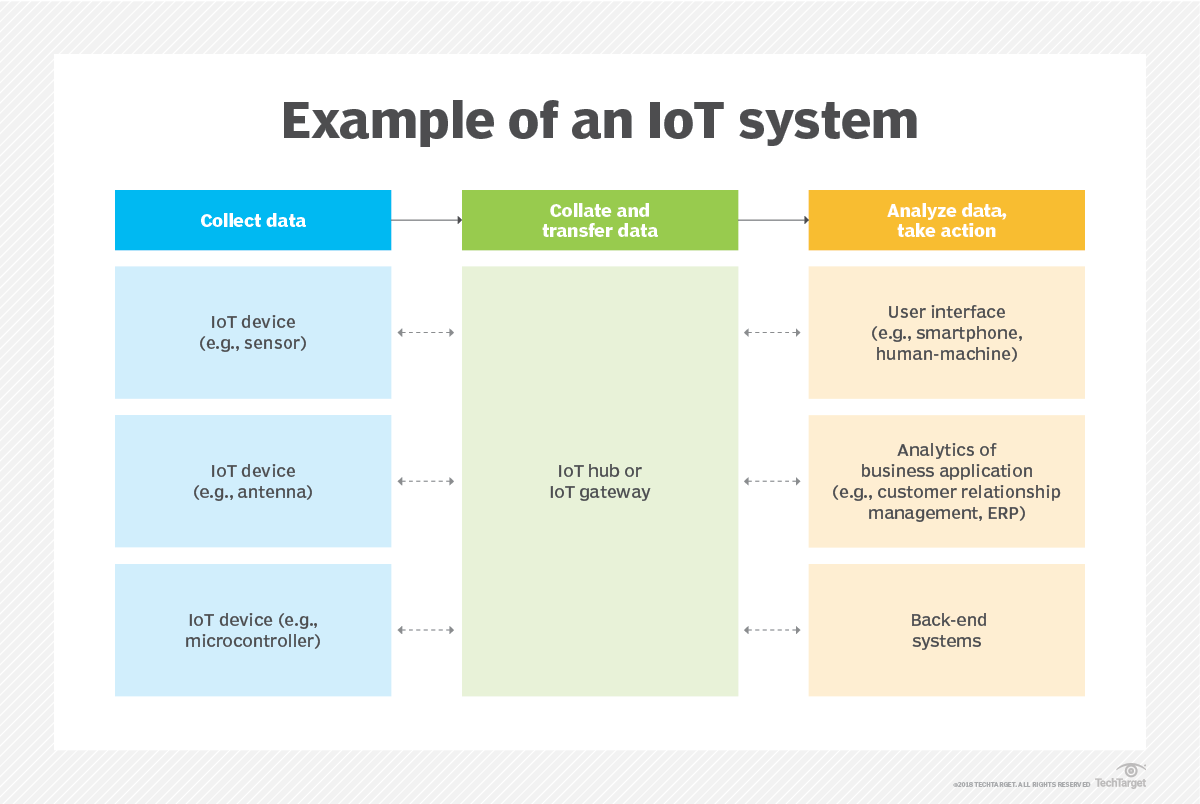 Example of an IoT system
Collect data
Collate and
transfer data
Analyze data,
take action
IoT device
(e.g., sensor)
IoT device
(e.g., antenna)
IoT device (e.g.,
microcontroller)
IoT hub or
IoT gateway
User interface
(e.g., smartphone,
human-machine)
Analytics of
business application
(e.g., customer relationship
management, ERP)
Back-end
systems
©2018 TECHTARGET. ALL RIGHTS RESERVED
TechTarget